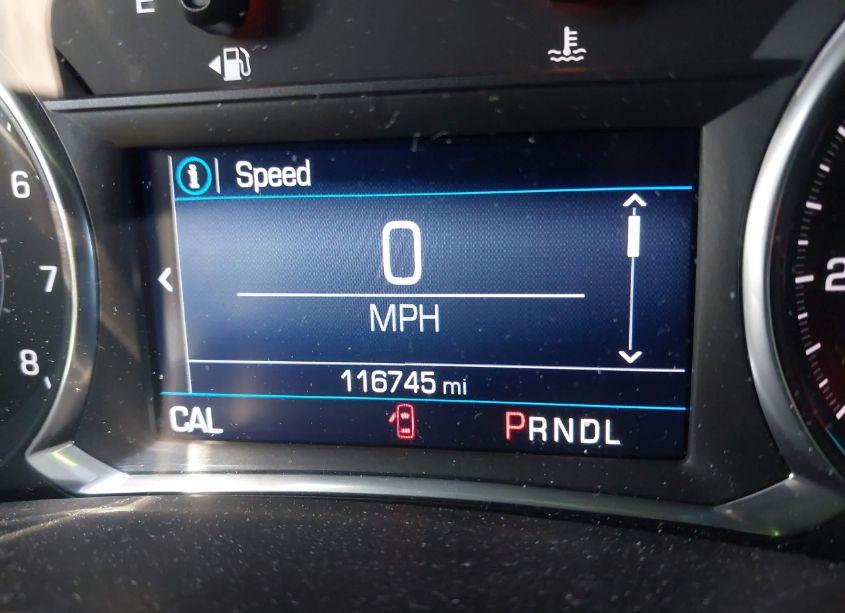 E
Speed
6
0
2
7
MPH
8
116745 mi
CAL
PRNDL